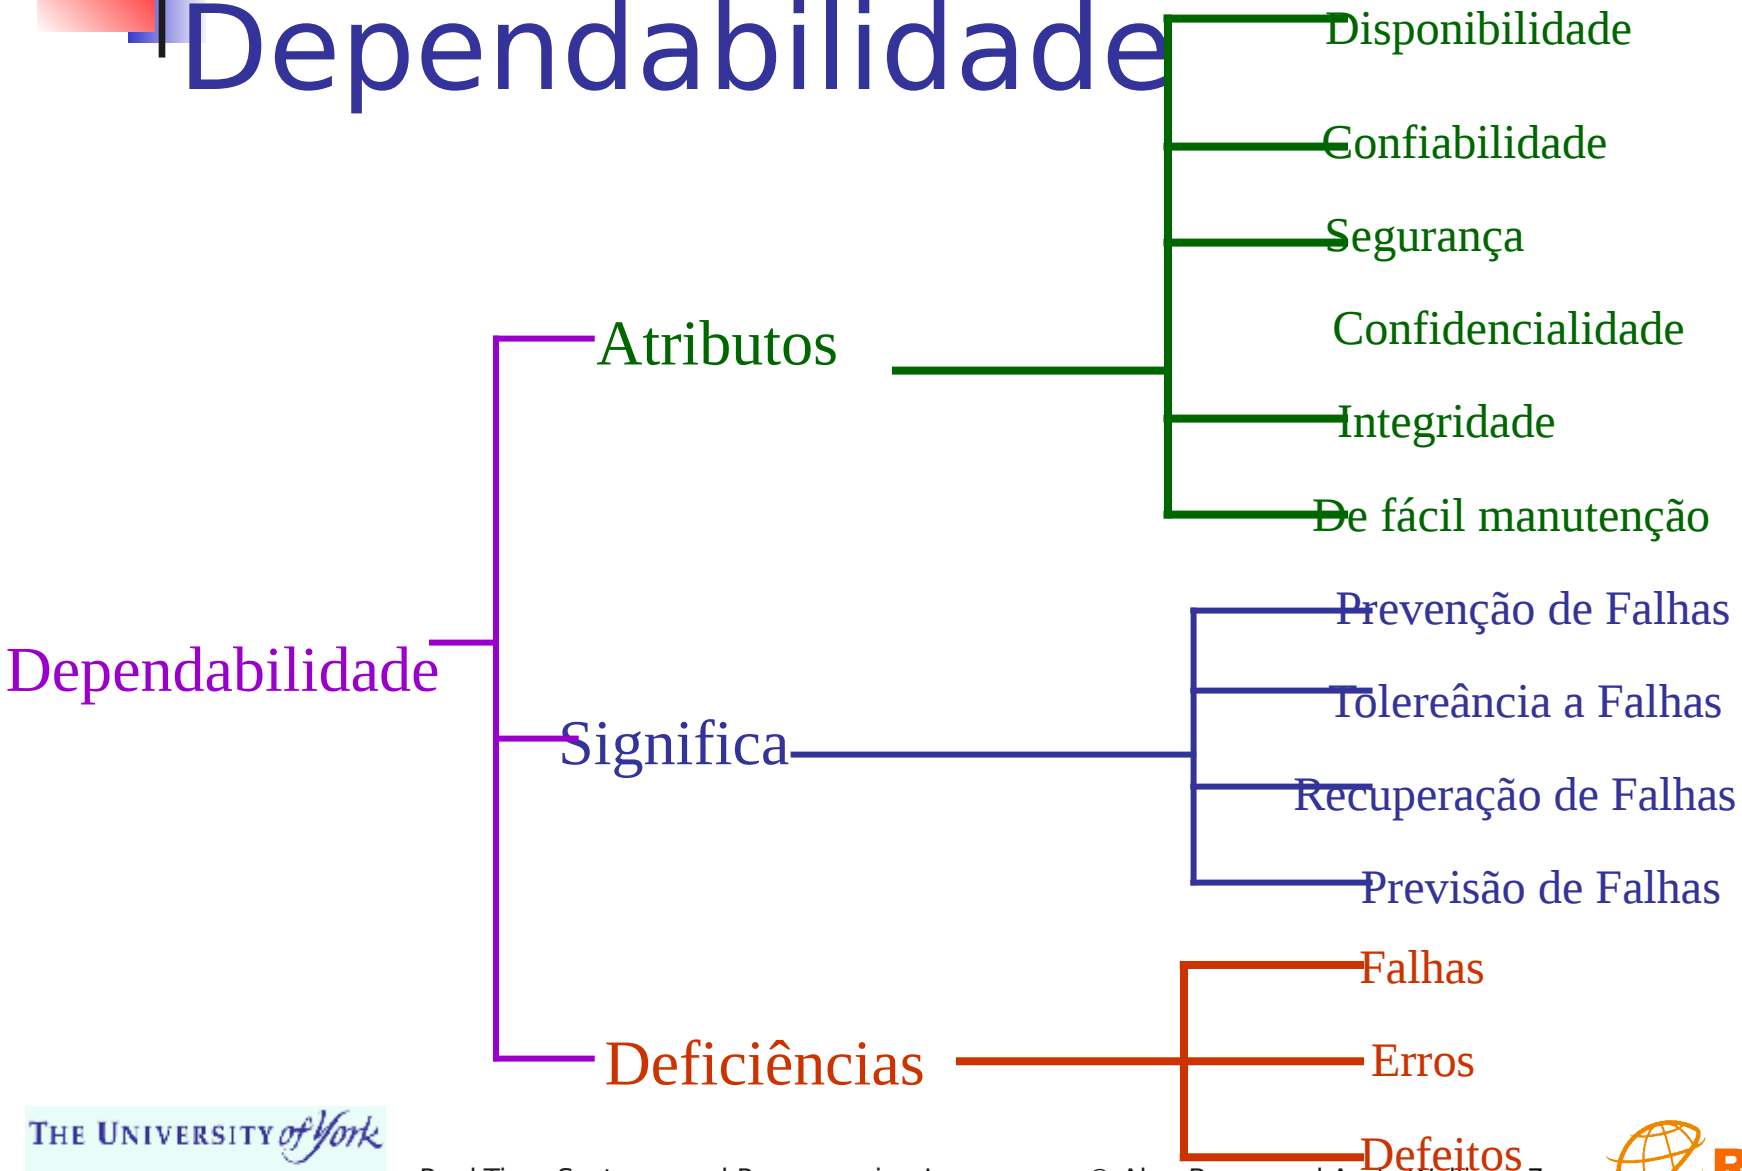 Dependabilidade
Disponibilidade
Confiabilidade
Segurança
Confidencialidade
Atributos
Integridade
De fácil manutenção
Prevenção de Falhas
Dependabilidade
Tolereância a Falhas
Significa
Recuperação de Falhas
Previsão de Falhas
Falhas
Deficiências
Erros
THE UNIVERSITY of York
Defeitos